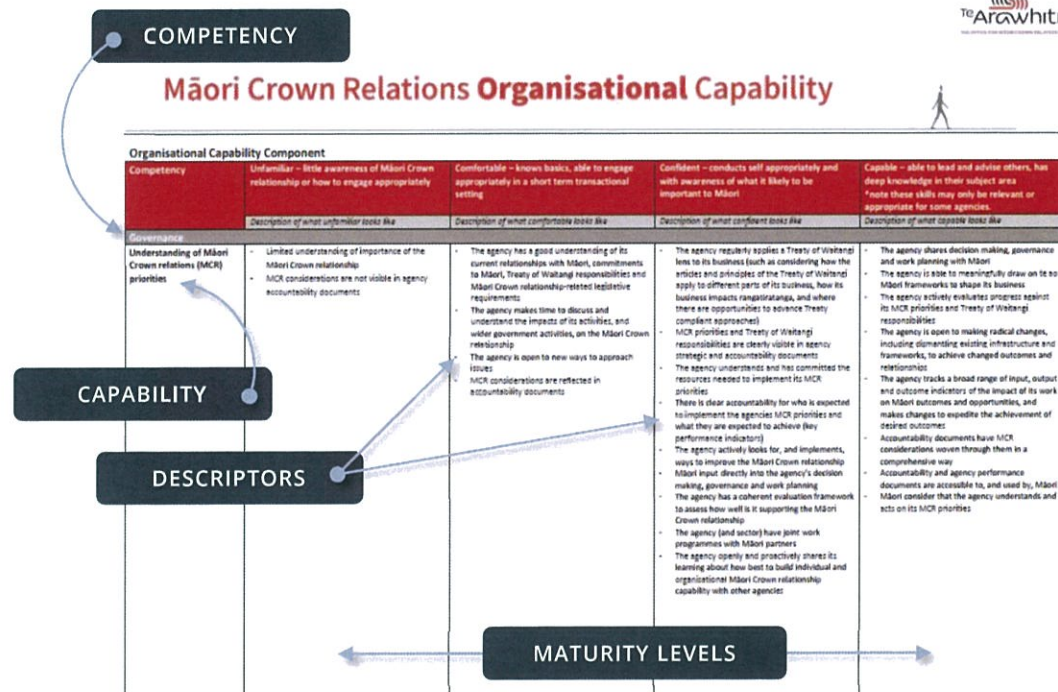 COMPETENCY
Te Arawhiti
Māori Crown Relations Organisational Capability
Organisational Capability Component
Competency
Unfamiliar – little awareness of Māori Crown
relationship or how to engage appropriately
Comfortable – knows basics, able to engage
appropriately in a short term transactional
setting
Confident – conducts self appropriately and
with awareness of what it likely to be
important to Māori
Capable – able to lead and advise others, has
deep knowledge in their subject area
*note these skills may only be relevant or
appropriate for some agencies.
Description of what unfamiliar looks like
Description of what comfortable looks like
Description of what confident looks like
Description of what capable looks like
Governance
Understanding of Māori
Crown relations (MCR)
priorities
- Limited understanding of importance of the
Māori Crown relationship
- MCR considerations are not visible in agency
accountability documents
- The agency has a good understanding of its
current relationships with Māori, commitments
to Māori, Treaty of Waitangi responsibilities and
Māori Crown relationship-related legislative
requirements
- The agency makes time to discuss and
understand the impacts of its activities, and
wider government activities, on the Māori Crown
relationship
- The agency is open to new ways to approach
issues
MCR considerations are reflected in
accountability documents
- The agency regularly applies a Treaty of Waitangi
lens to its business (such as considering how the
articles and principles of the Treaty of Waitangi
apply to different parts of its business, how its
business impacts rangatiratanga, and where
there are opportunities to advance Treaty
compliant approaches)
- MCR priorities and Treaty of Waitangi
responsibilities are clearly visible in agency
strategic and accountability documents
- The agency understands and has committed the
resources needed to implement its MCR
priorities
- There is clear accountability for who is expected
to implement the agencies MCR priorities and
what they are expected to achieve (key
performance indicators)
- The agency actively looks for, and implements,
ways to improve the Māori Crown relationship
- Māori input directly into the agency's decision
making, governance and work planning
- The agency has a coherent evaluation framework
to assess how well is it supporting the Māori
Crown relationship
- The agency (and sector) have joint work
programmes with Māori partners
- The agency openly and proactively shares its
learning about how best to build individual and
organisational Māori Crown relationship
capability with other agencies
- The agency shares decision making, governance
and work planning with Māori
- The agency is able to meaningfully draw on te ao
Māori frameworks to shape its business
- The agency actively evaluates progress against
its MCR priorities and Treaty of Waitangi
responsibilities
- The agency is open to making radical changes,
including dismantling existing infrastructure and
frameworks, to achieve changed outcomes and
relationships
- The agency tracks a broad range of input, output
and outcome indicators of the impact of its work
on Māori outcomes and opportunities, and
makes changes to expedite the achievement of
desired outcomes
- Accountability documents have MCR
considerations woven through them in a
comprehensive way
- Accountability and agency performance
documents are accessible to, and used by, Māori
- Māori consider that the agency understands and
acts on its MCR priorities
CAPABILITY
DESCRIPTORS
MATURITY LEVELS